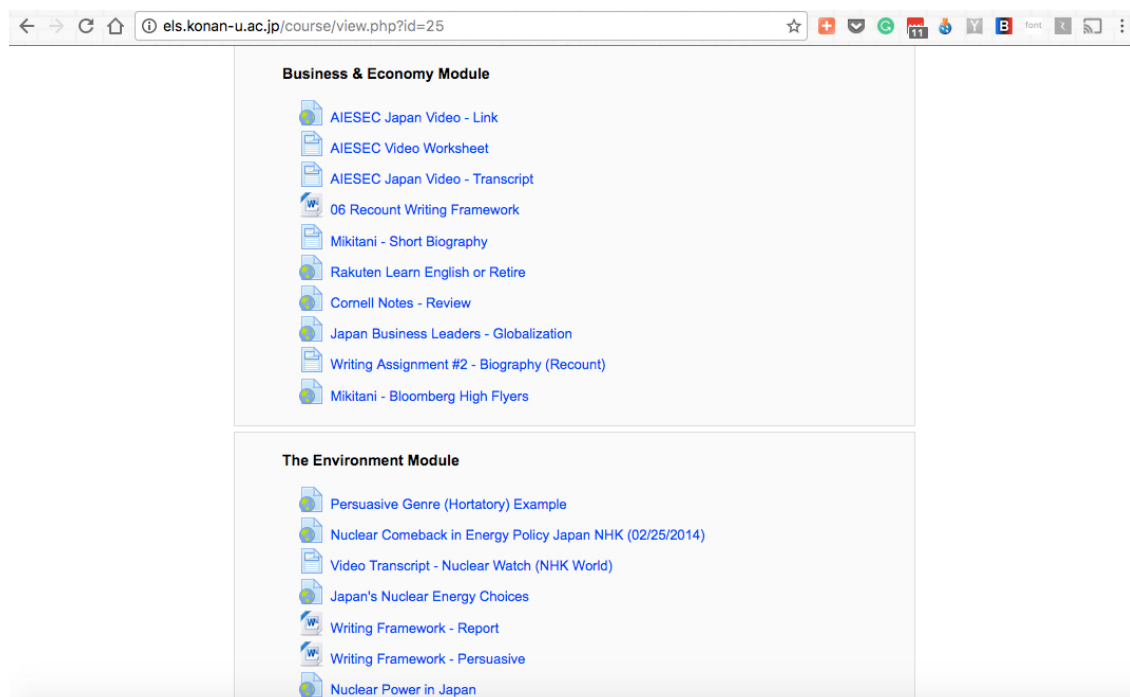 els.konan-u.ac.jp/course/view.php?id=25
11
Y
B
font
Business & Economy Module
AIESEC Japan Video - Link
AIESEC Video Worksheet
AIESEC Japan Video - Transcript
06 Recount Writing Framework
Mikitani - Short Biography
Rakuten Learn English or Retire
Cornell Notes - Review
Japan Business Leaders - Globalization
Writing Assignment #2 - Biography (Recount)
Mikitani - Bloomberg High Flyers
The Environment Module
Persuasive Genre (Hortatory) Example
Nuclear Comeback in Energy Policy Japan NHK (02/25/2014)
Video Transcript - Nuclear Watch (NHK World)
Japan's Nuclear Energy Choices
Writing Framework - Report
Writing Framework - Persuasive
Nuclear Power in Japan